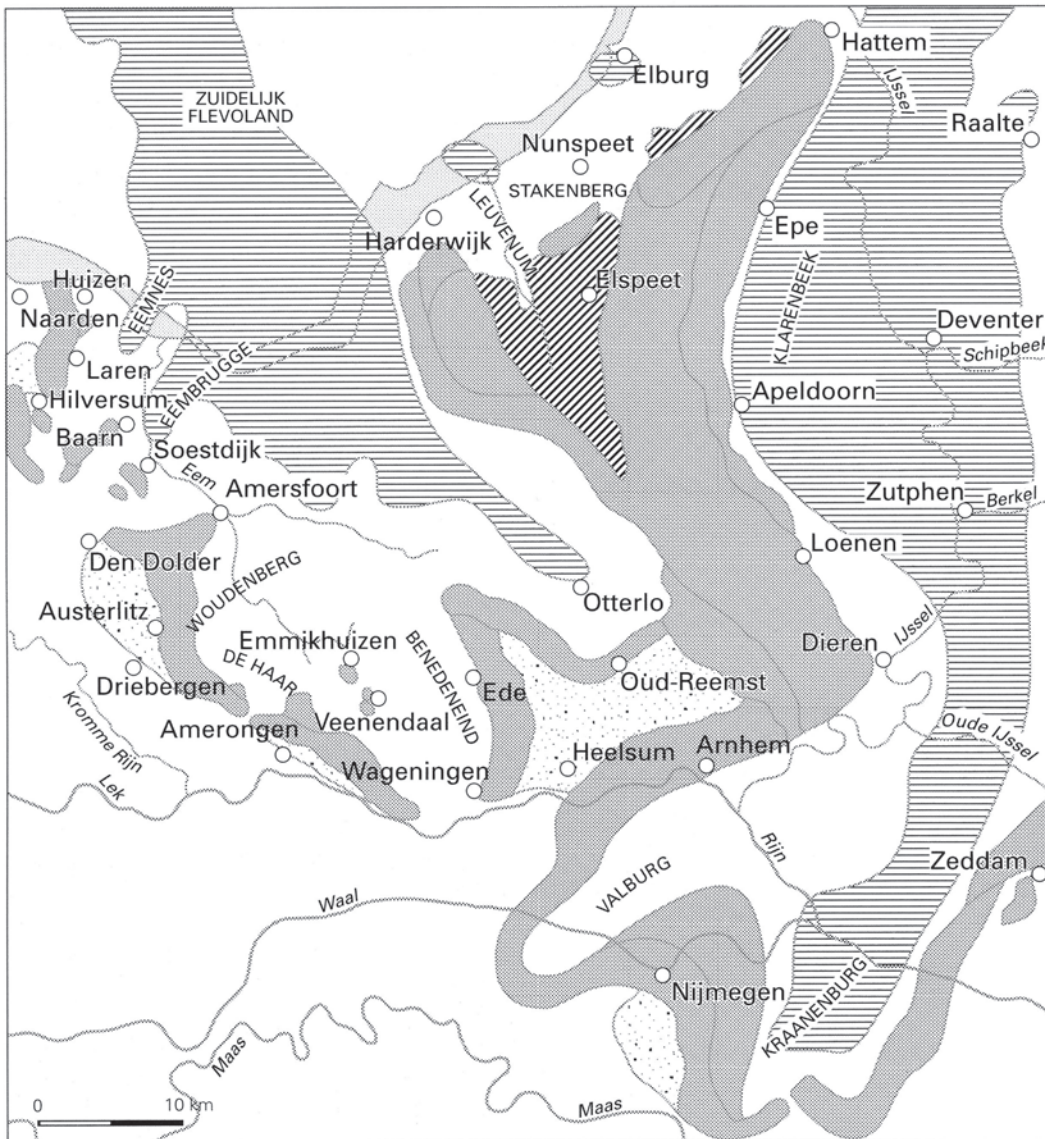 Hattem
Elburg
IJssel
ZUIDELIJK
FLEVOLAND
Raalte
Nunspeet
STAKENBERG
LEUVENUM
Harderwijk
Epe
Huizen
EEMNES
Elspeet
KLARENBEEK
Naarden
Deventer
Schipbeek
Laren
EEMBRUGGE
Hilversum
Apeldoorn
Baarn
Soestdijk
Eem
Amersfoort
Zutphen
Berkel
Den Dolder
Loenen
WOUDENBERG
Otterlo
Austerlitz
Emmikhuizen
BENEDENEIND
Dieren
IJssel
DE HAAR
Driebergen
Ede
Oud-Reemst
Kromme Rijn
Veenendaal
Amerongen
Oude IJssel
Heelsum
Arnhem
Wageningen
Lek
Rijn
Zeddam
VALBURG
Waal
Nijmegen
KRAANENBURG
Maas
0 10 km
Maas